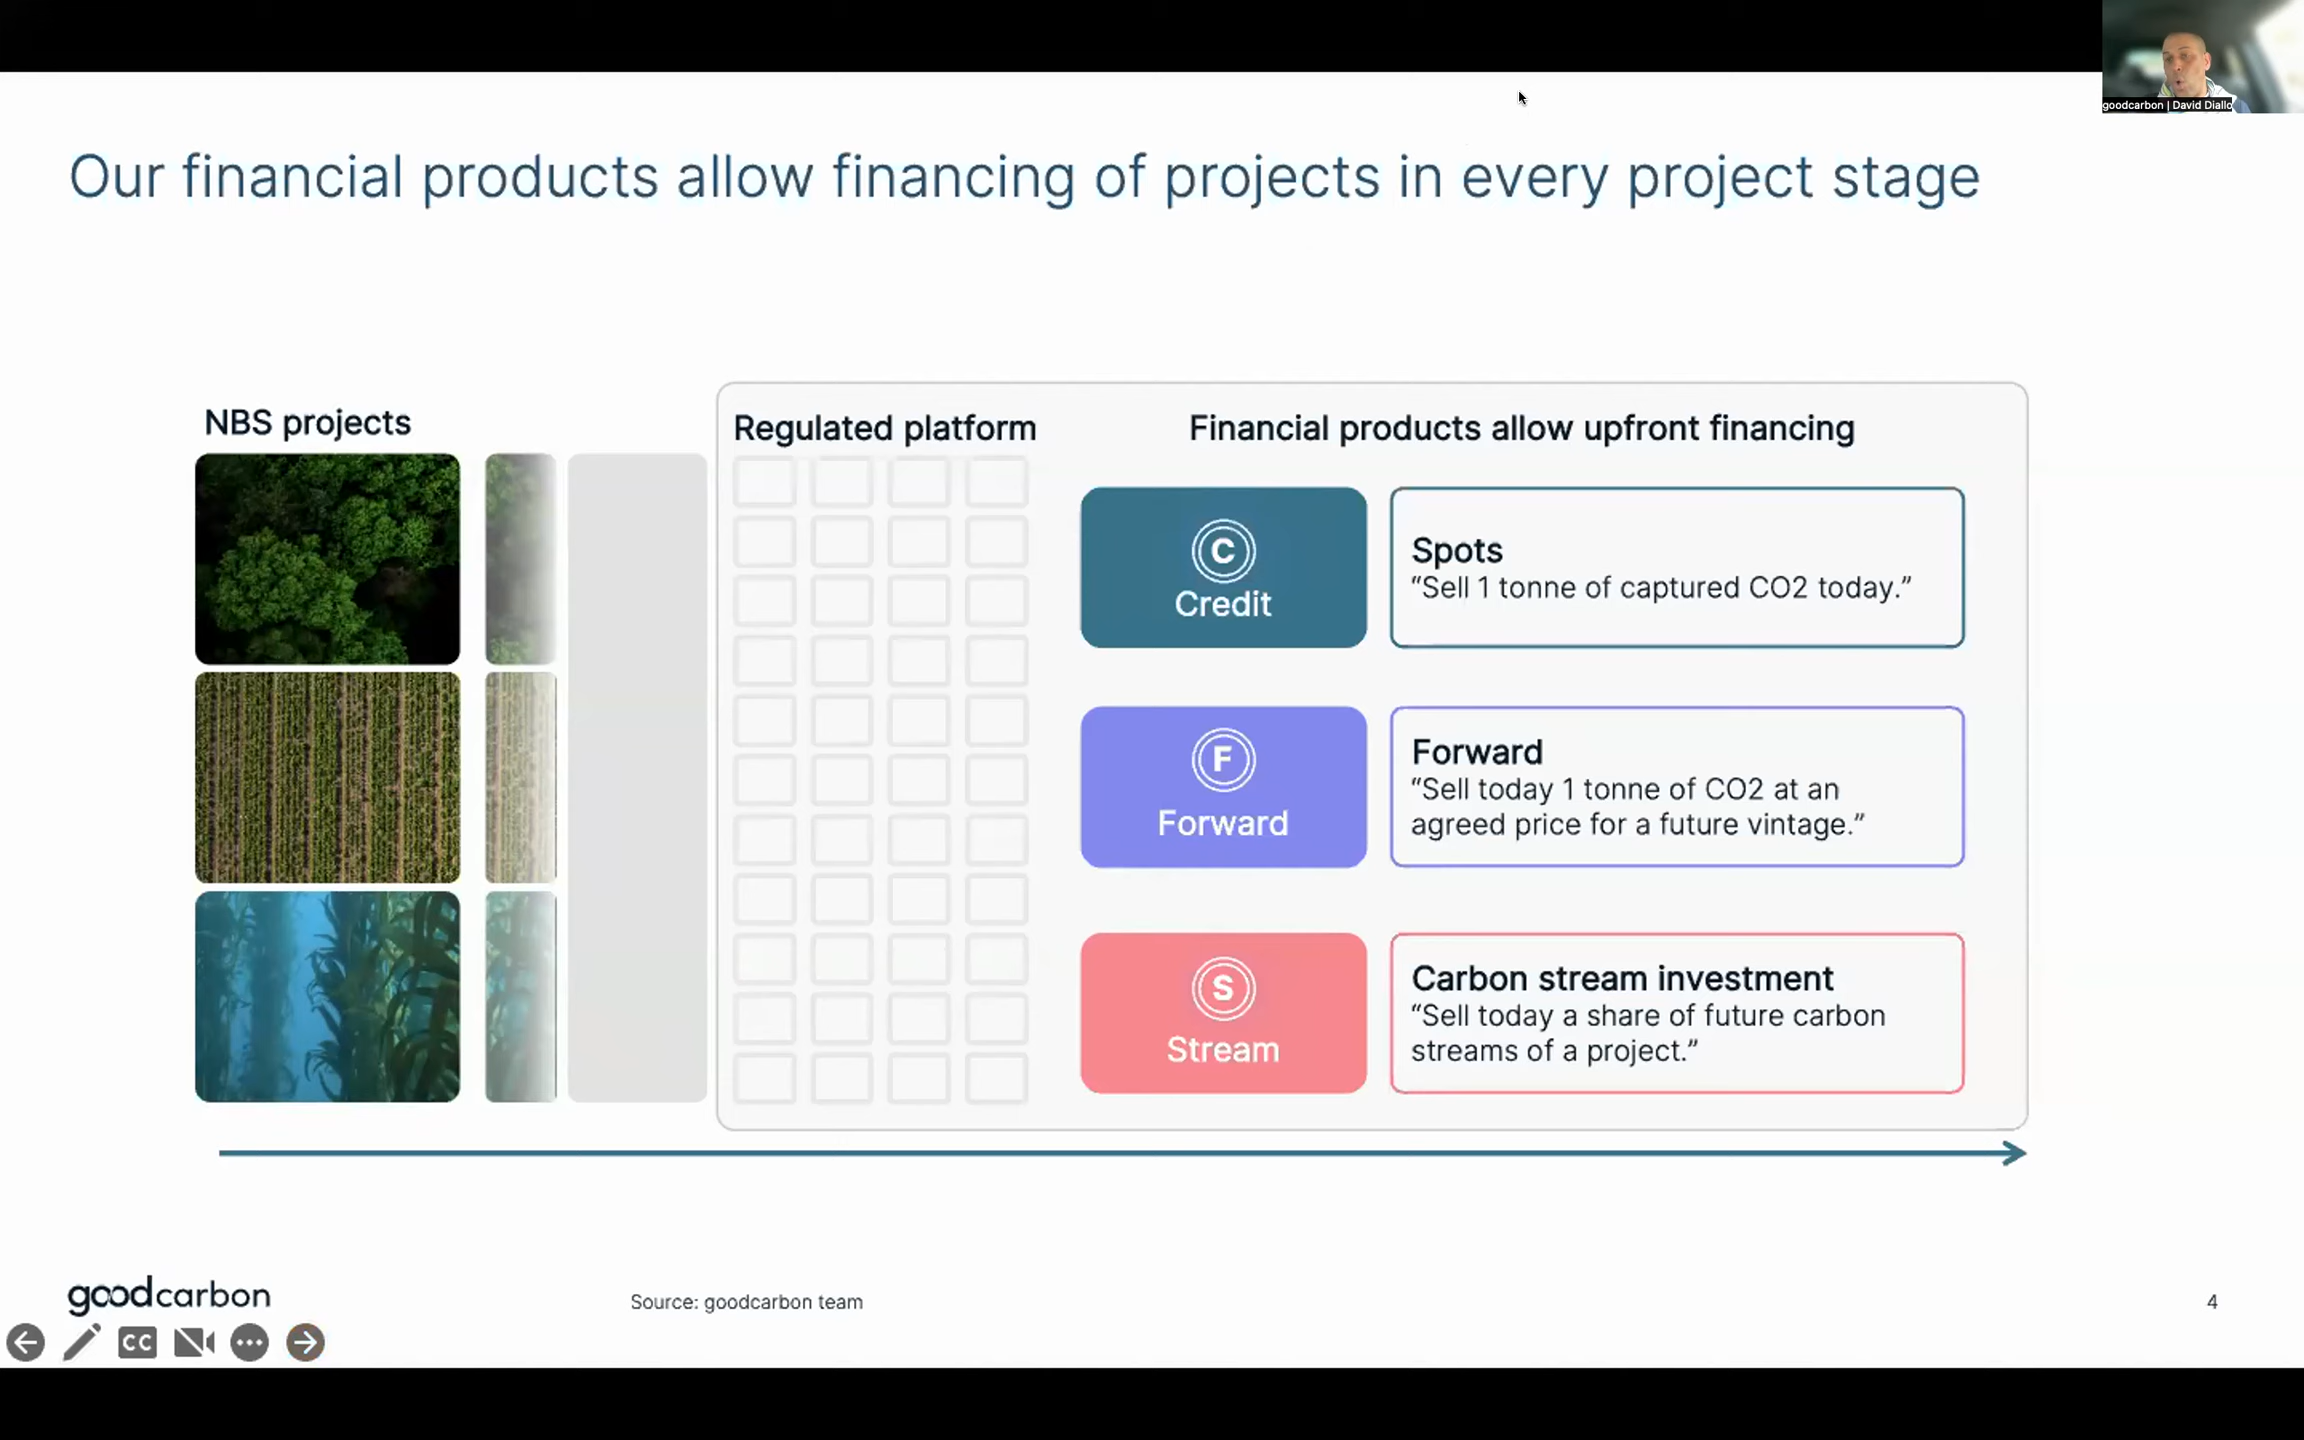 goodcarbon | David Diallo
Our financial products allow financing of projects in every project stage
NBS projects
Regulated platform
Financial products allow upfront financing
C
Credit
Spots
“Sell 1 tonne of captured CO2 today.”
F
Forward
Forward
“Sell today 1 tonne of CO2 at an
agreed price for a future vintage.”
S
Stream
Carbon stream investment
“Sell today a share of future carbon
streams of a project.”
goodcarbon
Source: goodcarbon team
4
CC